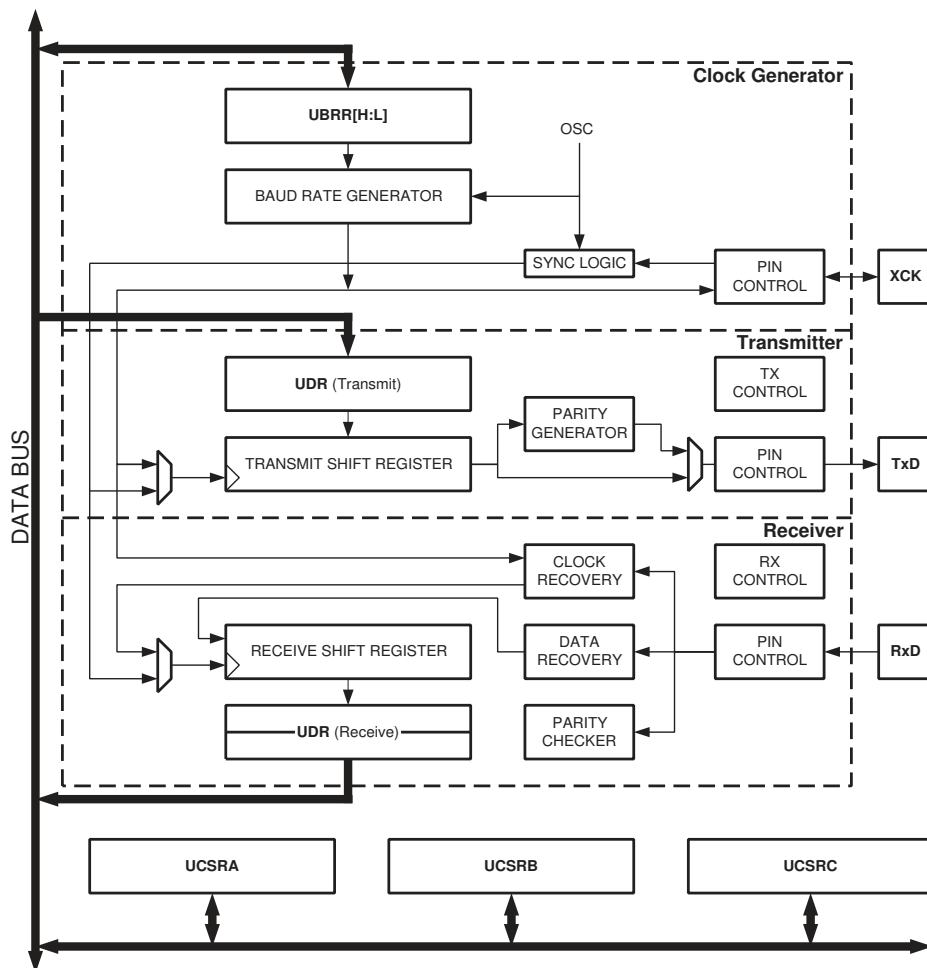 Clock Generator
UBRR[H:L]
OSC
BAUD RATE GENERATOR
SYNC LOGIC
PIN
CONTROL
XCK
Transmitter
UDR (Transmit)
TX
CONTROL
PARITY
GENERATOR
TRANSMIT SHIFT REGISTER
PIN
CONTROL
TxD
DATA BUS
Receiver
CLOCK
RECOVERY
RX
CONTROL
RECEIVE SHIFT REGISTER
DATA
RECOVERY
PIN
CONTROL
RxD
UDR (Receive)
PARITY
CHECKER
UCSRA
UCSRB
UCSRC